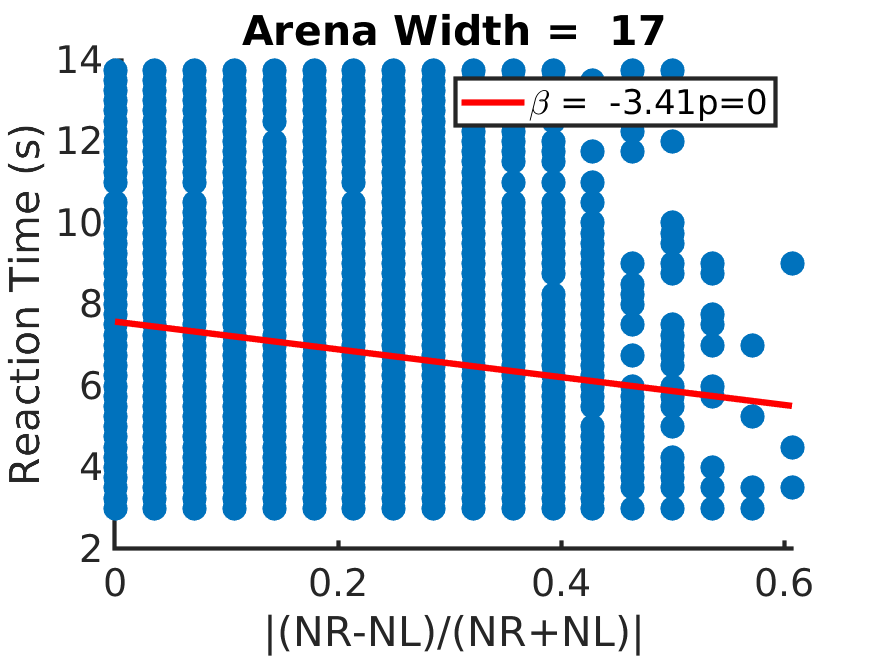 Arena Width =  17
β =  -3.41p=0
Reaction Time (s)
14
12
10
8
6
4
2
0 0.2 0.4 0.6
|(NR-NL)/(NR+NL)|